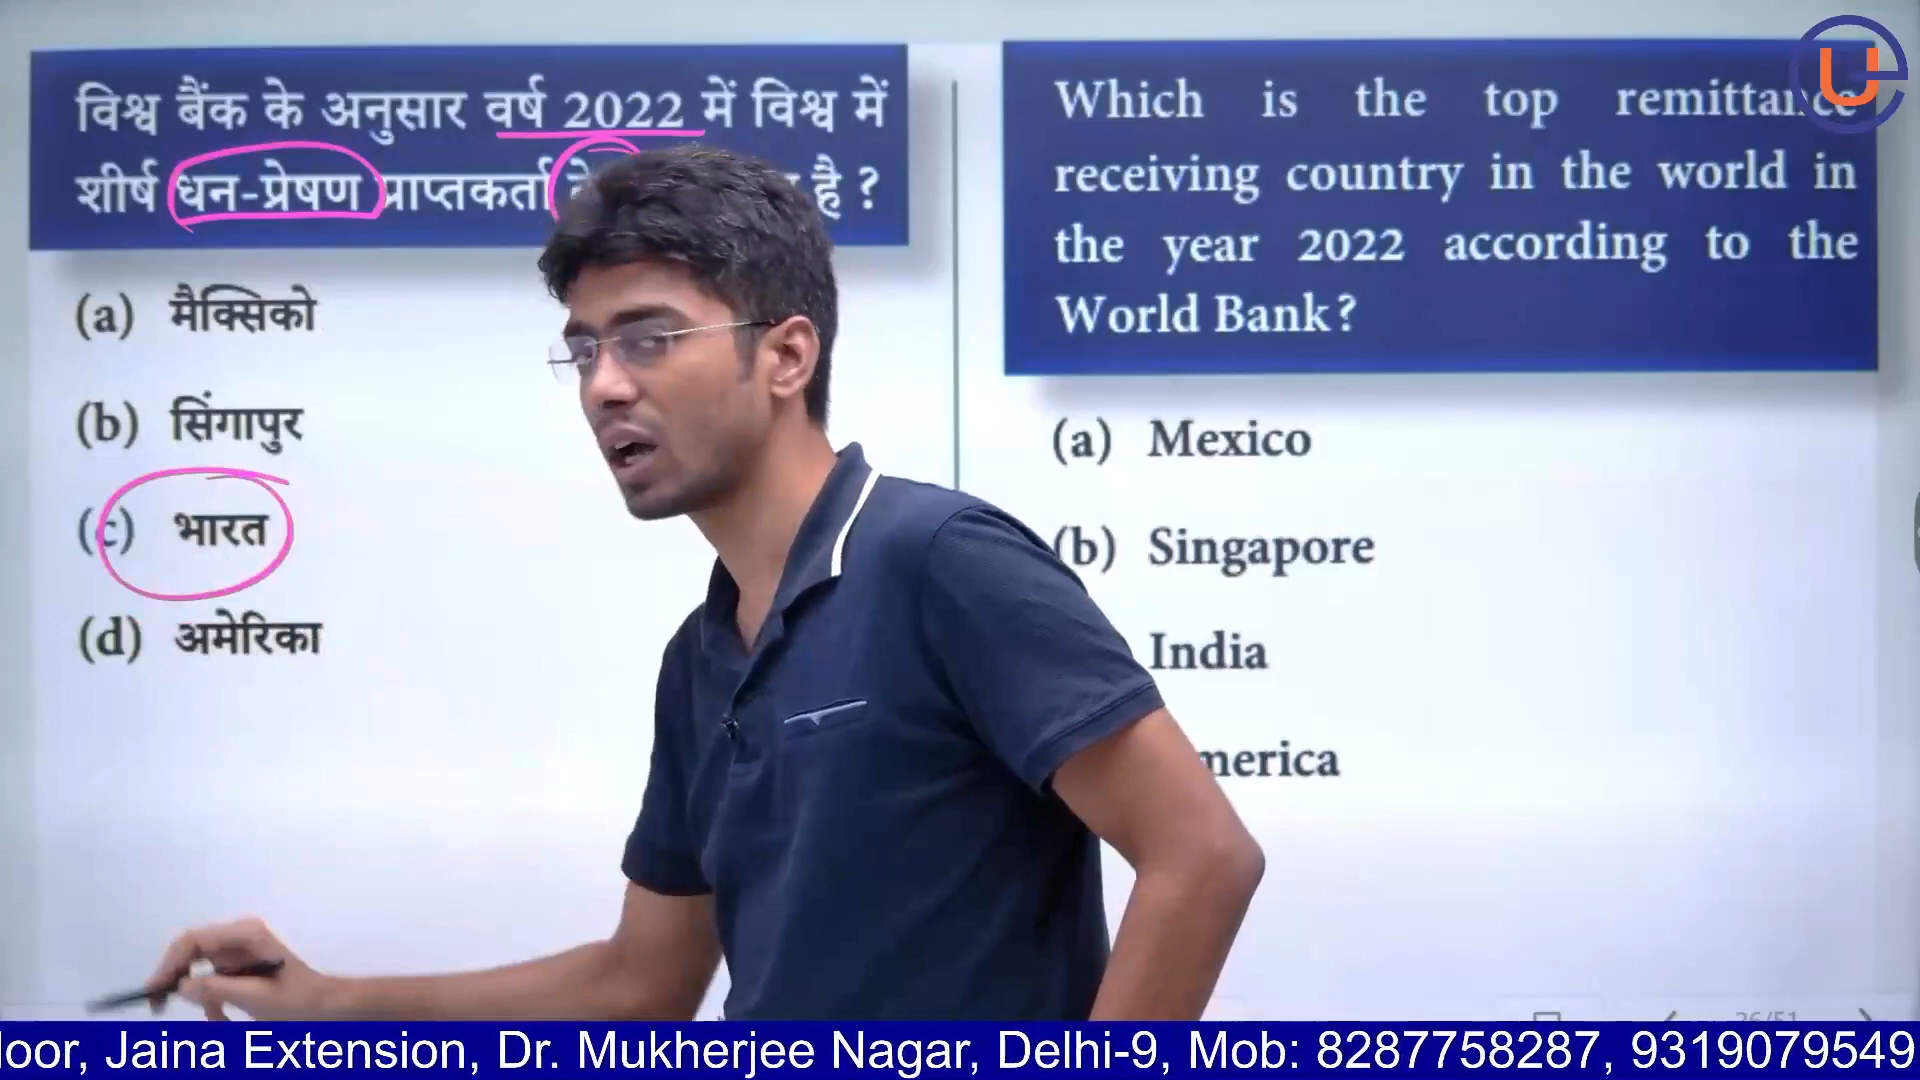 विश्व बैंक के अनुसार वर्ष 2022 में विश्व में
शीर्ष धन-प्रेषण प्राप्तकर्ता है ?
(a) मैक्सिको
(b) सिंगापुर
(c) भारत
(d) अमेरिका
Which is the top remittance
receiving country in the world in
the year 2022 according to the
World Bank?
(a) Mexico
(b) Singapore
India
merica
U
loor, Jaina Extension, Dr. Mukherjee Nagar, Delhi-9, Mob: 8287758287, 9319079549